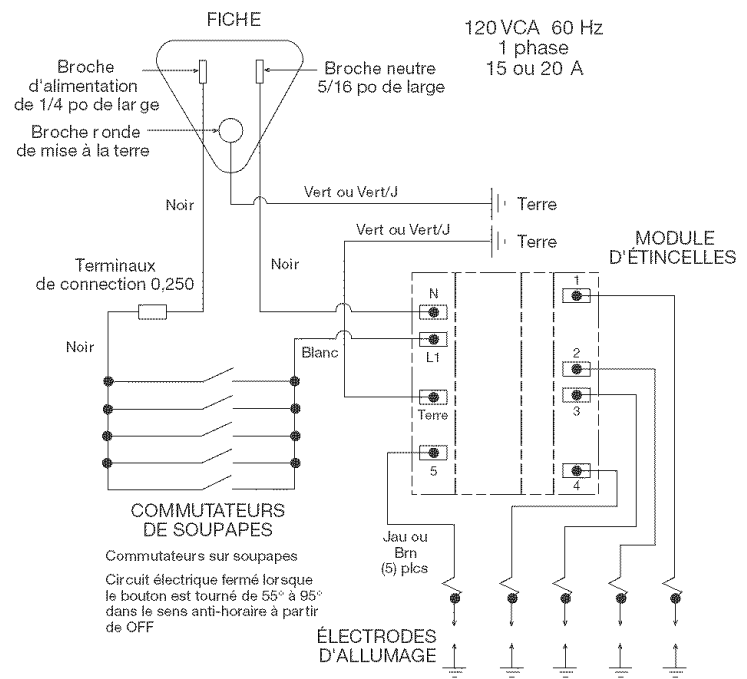 FICHE
120 VCA 60 Hz
1 phase
15 ou 20 A
Broche
d'alimentation
de 1/4 po de large
Broche neutre
5/16 po de large
Broche ronde
de mise à la terre
Noir
Vert ou Vert/J
Terre
Vert ou Vert/J
Terre
MODULE
D'ÉTINCELLES
Terminaux
de connection 0,250
Noir
N
1
Noir
Blanc
L1
2
3
Terre
5
4
COMMUTATEURS
DE SOUPAPES
Commutateurs sur soupapes
Circuit électrique fermé lorsque
le bouton est tourné de 55° à 95°
dans le sens anti-horaire à partir
de OFF
Jau ou
Brn
(5) plcs
ÉLECTRODES
D'ALLUMAGE